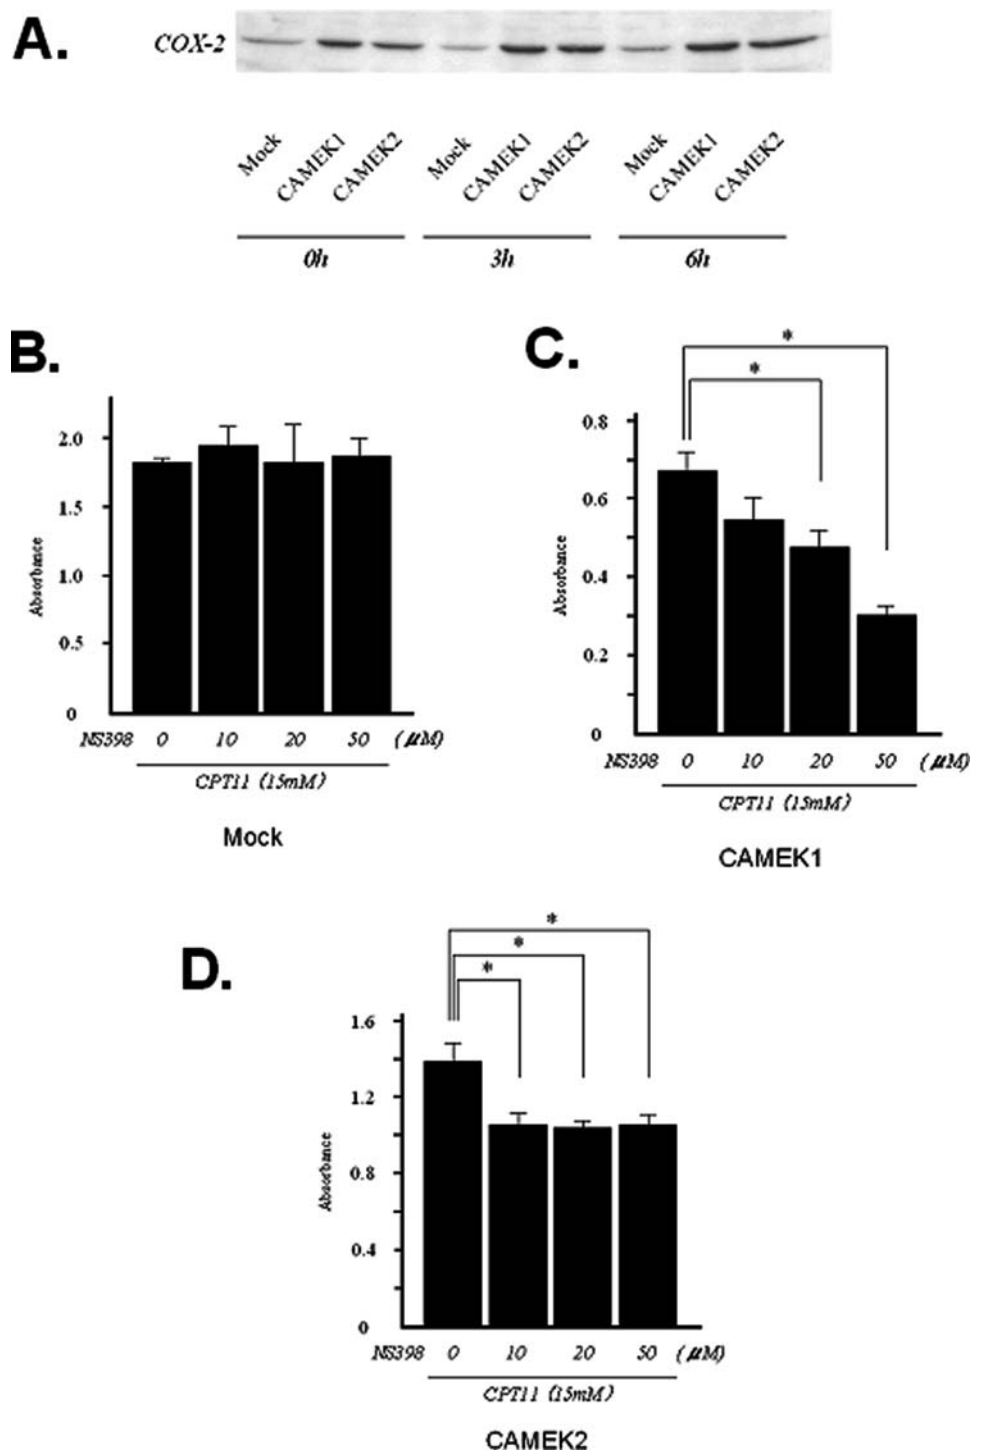 A.
COX-2
Mock CAMEK1 CAMEK2 Mock CAMEK1 CAMEK2 Mock CAMEK1 CAMEK2
0h 3h 6h
B.
2.0
1.5
1.0
0.5
0
Absorbance
NS398 0 10 20 50 (μM)
CPT11 (15mM)
Mock
C.
*
*
0.8
0.6
0.4
0.2
0
Absorbance
NS398 0 10 20 50 (μM)
CPT11 (15mM)
CAMEK1
D.
*
*
*
1.6
1.2
0.8
0.4
0
Absorbance
NS398 0 10 20 50 (μM)
CPT11 (15mM)
CAMEK2